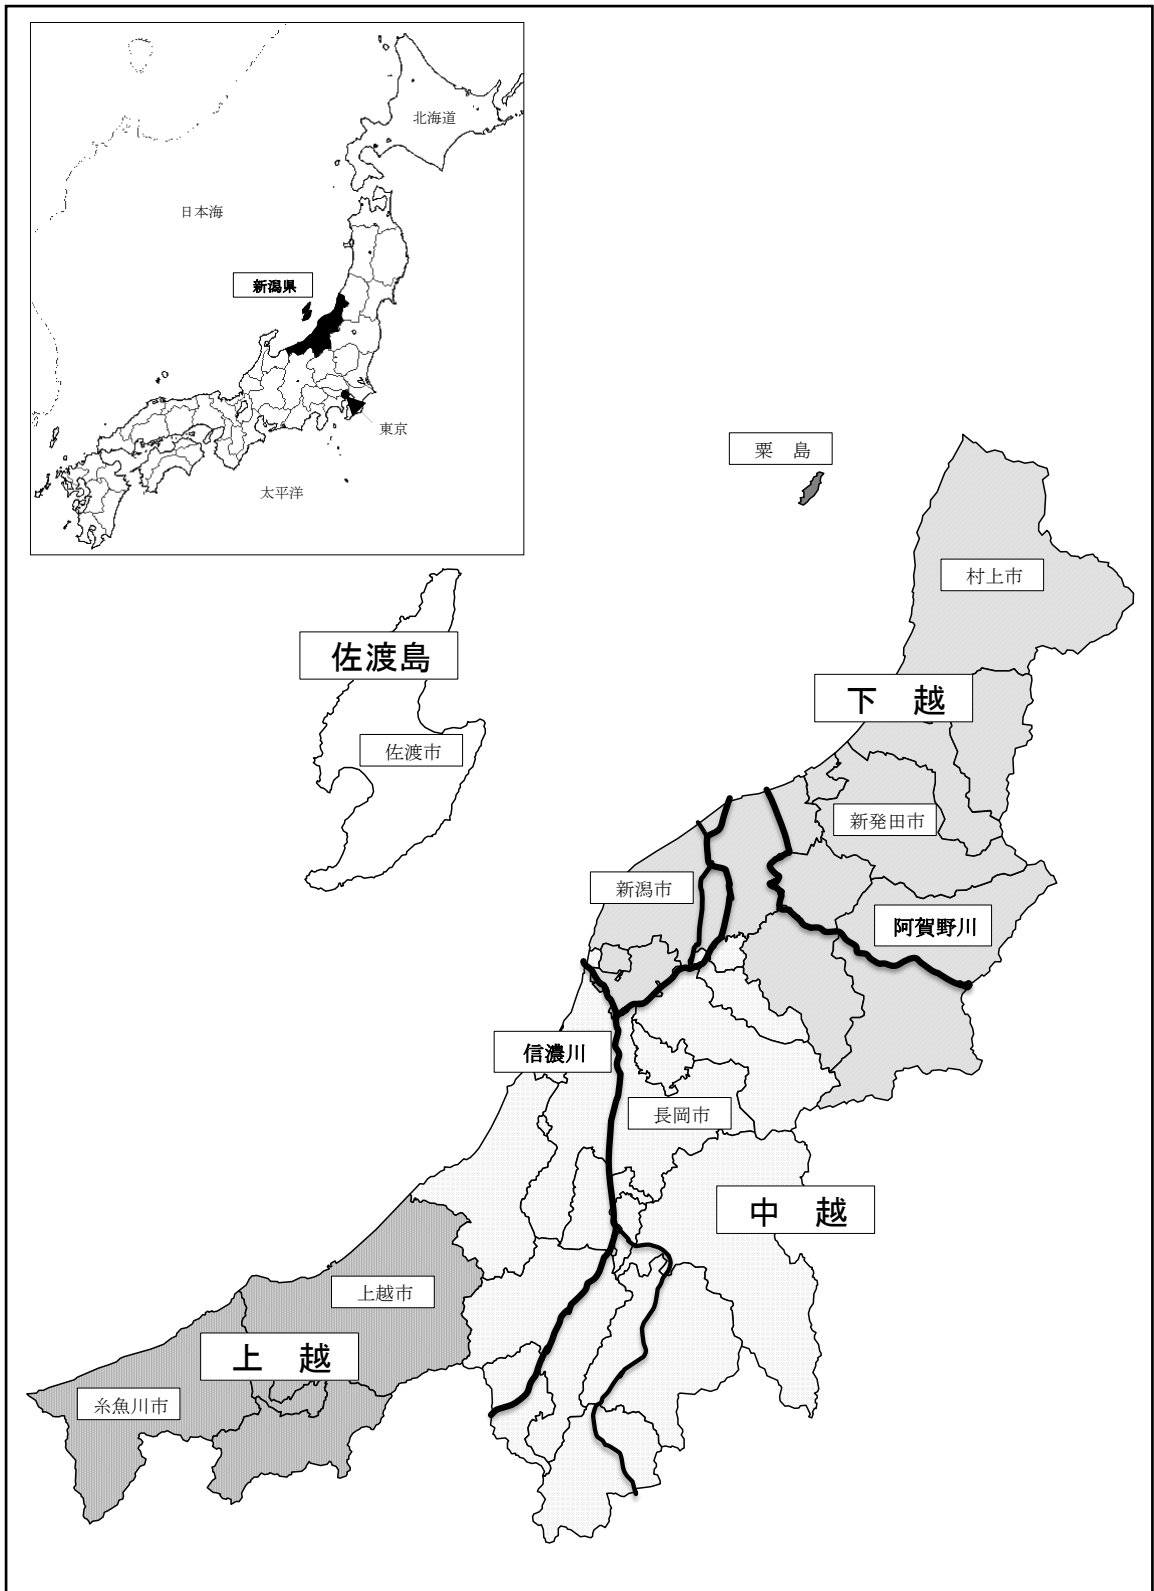 北海道
日本海
新潟県
東京
太平洋
粟　島
村上市
佐渡島
下　越
佐渡市
新発田市
新潟市
阿賀野川
信濃川
長岡市
中　越
上越市
上　越
糸魚川市